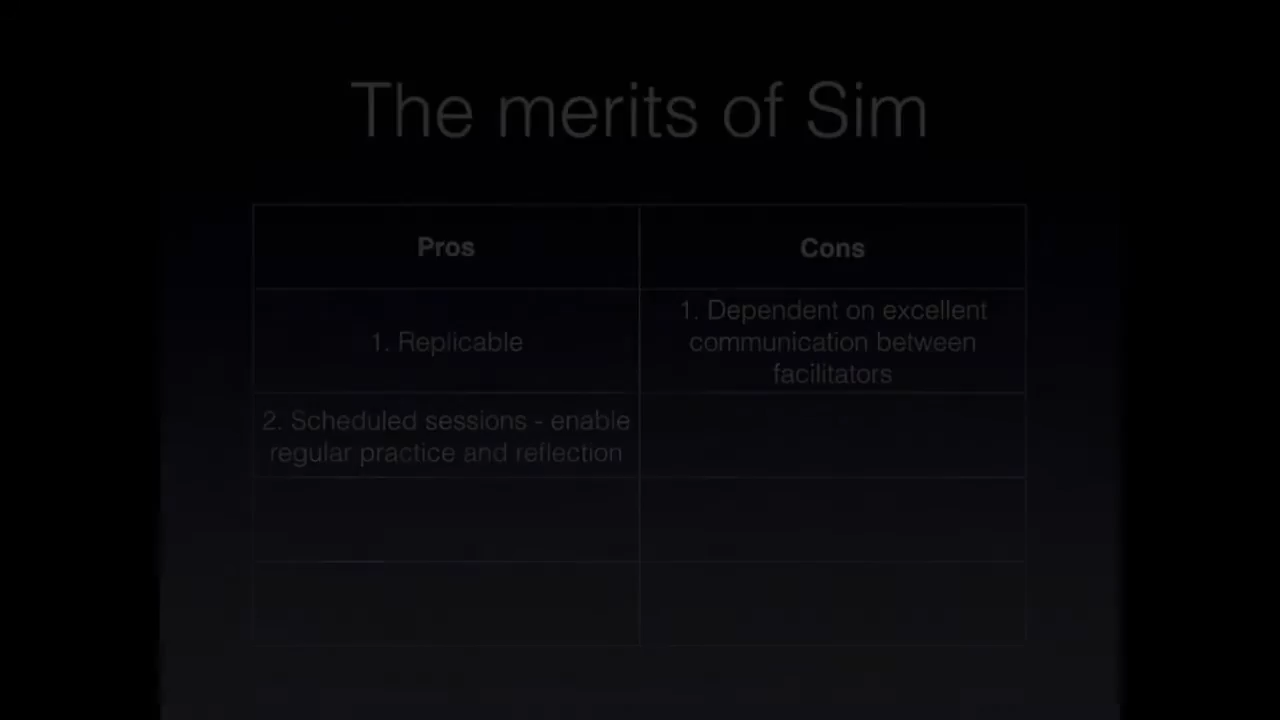 The merits of Sim
Pros
Cons
1. Replicable
1. Dependent on excellent
communication between
facilitators
2. Scheduled sessions - enable
regular practice and reflection